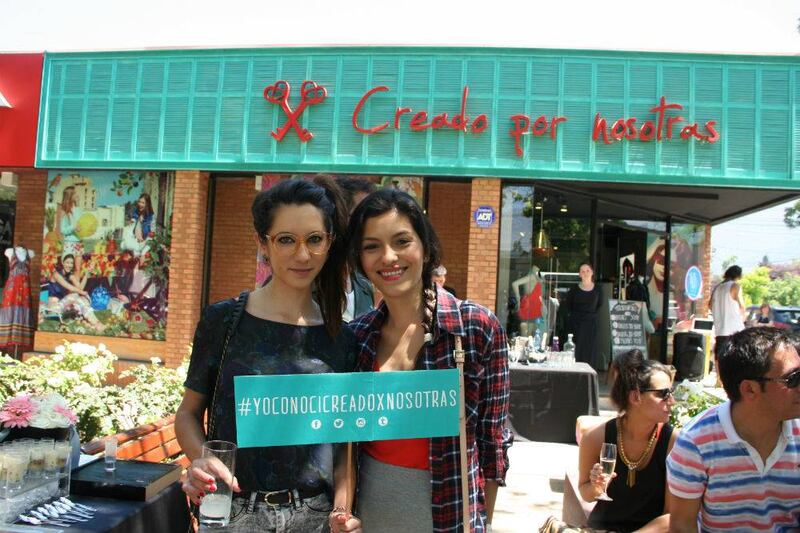 Creado por nosotras
ADT
#YOCONOCICREADOXNOSOTRAS